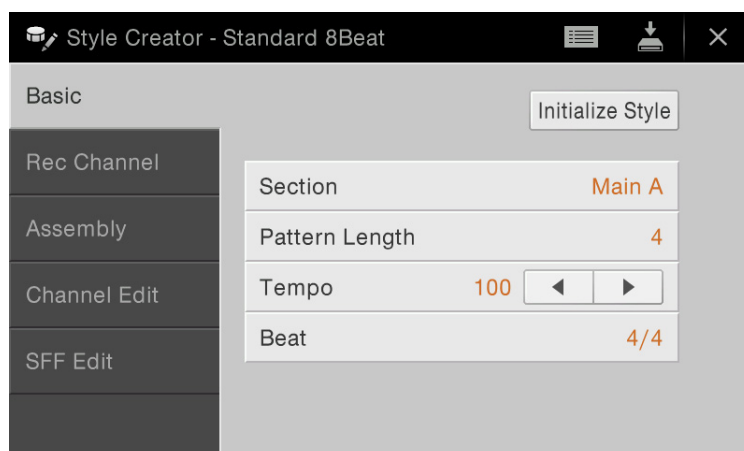 Style Creator - Standard 8Beat
Basic
Initialize Style
Rec Channel
Section Main A
Assembly
Pattern Length 4
Channel Edit
Tempo 100
Beat 4/4
SFF Edit